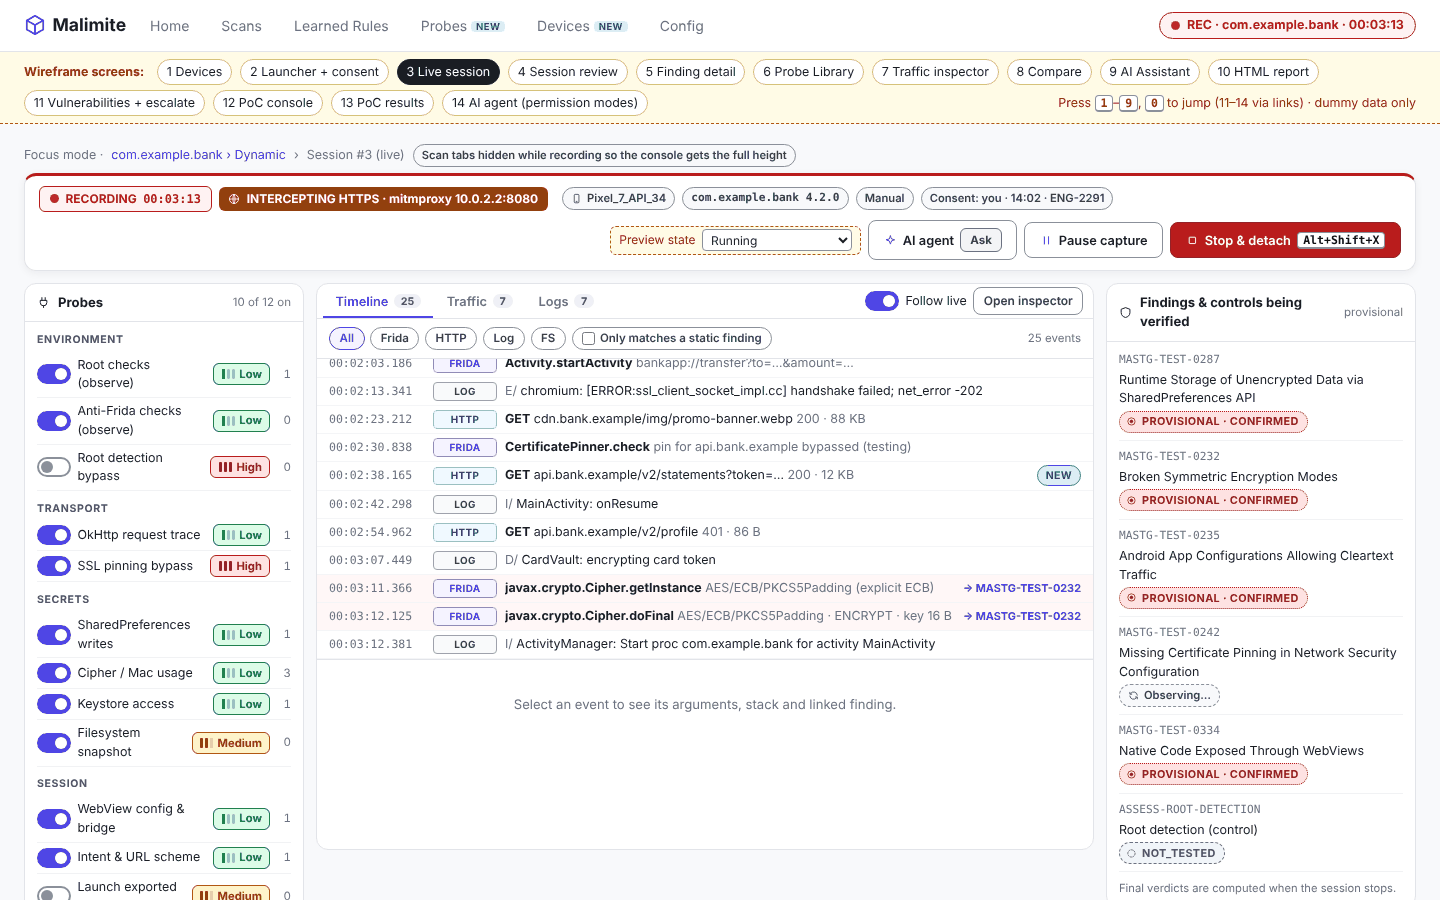 Malimite Home Scans Learned Rules Probes NEW Devices NEW Config REC · com.example.bank · 00:03:13
Wireframe screens: 1 Devices 2 Launcher + consent 3 Live session 4 Session review 5 Finding detail 6 Probe Library 7 Traffic inspector 8 Compare 9 AI Assistant 10 HTML report
11 Vulnerabilities + escalate 12 PoC console 13 PoC results 14 AI agent (permission modes) Press 1–9, 0 to jump (11–14 via links) · dummy data only
Focus mode · com.example.bank › Dynamic › Session #3 (live) Scan tabs hidden while recording so the console gets the full height
RECORDING 00:03:13 INTERCEPTING HTTPS · mitmproxy 10.0.2.2:8080 Pixel_7_API_34 com.example.bank 4.2.0 Manual Consent: you · 14:02 · ENG-2291
Preview state Running AI agent Ask Pause capture Stop & detach Alt+Shift+X
Probes 10 of 12 on
ENVIRONMENT
Root checks (observe) Low 1
Anti-Frida checks (observe) Low 0
Root detection bypass High 0
TRANSPORT
OkHttp request trace Low 1
SSL pinning bypass High 1
SECRETS
SharedPreferences writes Low 1
Cipher / Mac usage Low 3
Keystore access Low 1
Filesystem snapshot Medium 0
SESSION
WebView config & bridge Low 1
Intent & URL scheme Low 1
Launch exported Medium 0
Timeline 25 Traffic 7 Logs 7 Follow live Open inspector
All Frida HTTP Log FS Only matches a static finding 25 events
00:02:03.186 FRIDA Activity.startActivity bankapp://transfer?to=…&amount=…
00:02:13.341 LOG E/ chromium: [ERROR:ssl_client_socket_impl.cc] handshake failed; net_error -202
00:02:23.212 HTTP GET cdn.bank.example/img/promo-banner.webp 200 · 88 KB
00:02:30.838 FRIDA CertificatePinner.check pin for api.bank.example bypassed (testing)
00:02:38.165 HTTP GET api.bank.example/v2/statements?token=… 200 · 12 KB NEW
00:02:42.298 LOG I/ MainActivity: onResume
00:02:54.962 HTTP GET api.bank.example/v2/profile 401 · 86 B
00:03:07.449 LOG D/ CardVault: encrypting card token
00:03:11.366 FRIDA javax.crypto.Cipher.getInstance AES/ECB/PKCS5Padding (explicit ECB) → MASTG-TEST-0232
00:03:12.125 FRIDA javax.crypto.Cipher.doFinal AES/ECB/PKCS5Padding · ENCRYPT · key 16 B → MASTG-TEST-0232
00:03:12.381 LOG I/ ActivityManager: Start proc com.example.bank for activity MainActivity
Select an event to see its arguments, stack and linked finding.
Findings & controls being verified provisional
MASTG-TEST-0287
Runtime Storage of Unencrypted Data via
SharedPreferences API
PROVISIONAL · CONFIRMED
MASTG-TEST-0232
Broken Symmetric Encryption Modes
PROVISIONAL · CONFIRMED
MASTG-TEST-0235
Android App Configurations Allowing Cleartext
Traffic
PROVISIONAL · CONFIRMED
MASTG-TEST-0242
Missing Certificate Pinning in Network Security
Configuration
Observing…
MASTG-TEST-0334
Native Code Exposed Through WebViews
PROVISIONAL · CONFIRMED
ASSESS-ROOT-DETECTION
Root detection (control)
NOT_TESTED
Final verdicts are computed when the session stops.